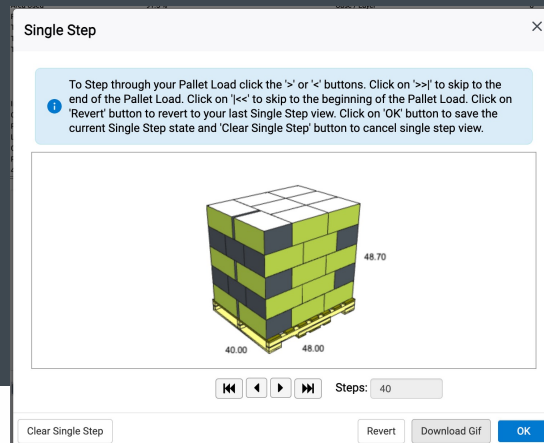 Single Step
To Step through your Pallet Load click the '>' or '<' buttons. Click on '>>|' to skip to the
end of the Pallet Load. Click on '|<<' to skip to the beginning of the Pallet Load. Click on
'Revert' button to revert to your last Single Step view. Click on 'OK' button to save the
current Single Step state and 'Clear Single Step' button to cancel single step view.
48.70
40.00
48.00
Steps: 40
Clear Single Step
Revert
Download Gif
OK